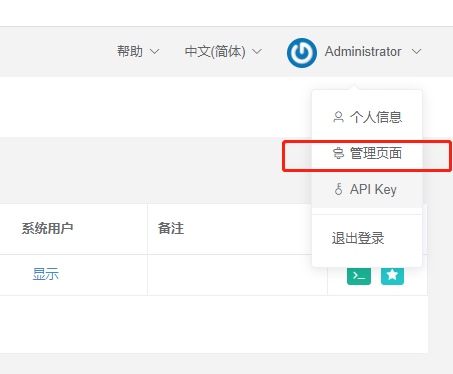 帮助 中文(简体) Administrator
个人信息
管理页面
API Key
退出登录
系统用户 备注
显示